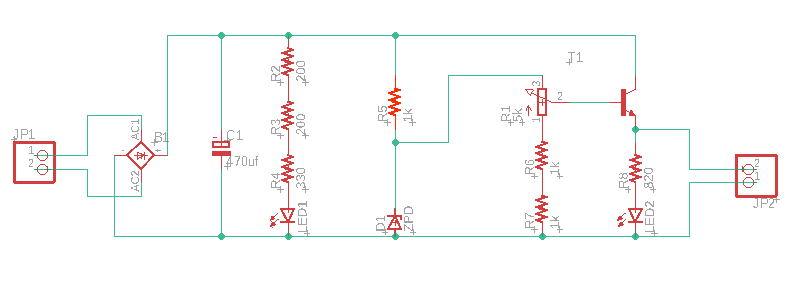 JP1
1
2
AC1
AC2
-
B1
C1
470uf
R2
200
R3
200
R4
330
LED1
R5
1k
D1
ZPD
T1
3
2
1
R1
5k
R6
1k
R7
1k
R8
820
LED2
2
1
JP2